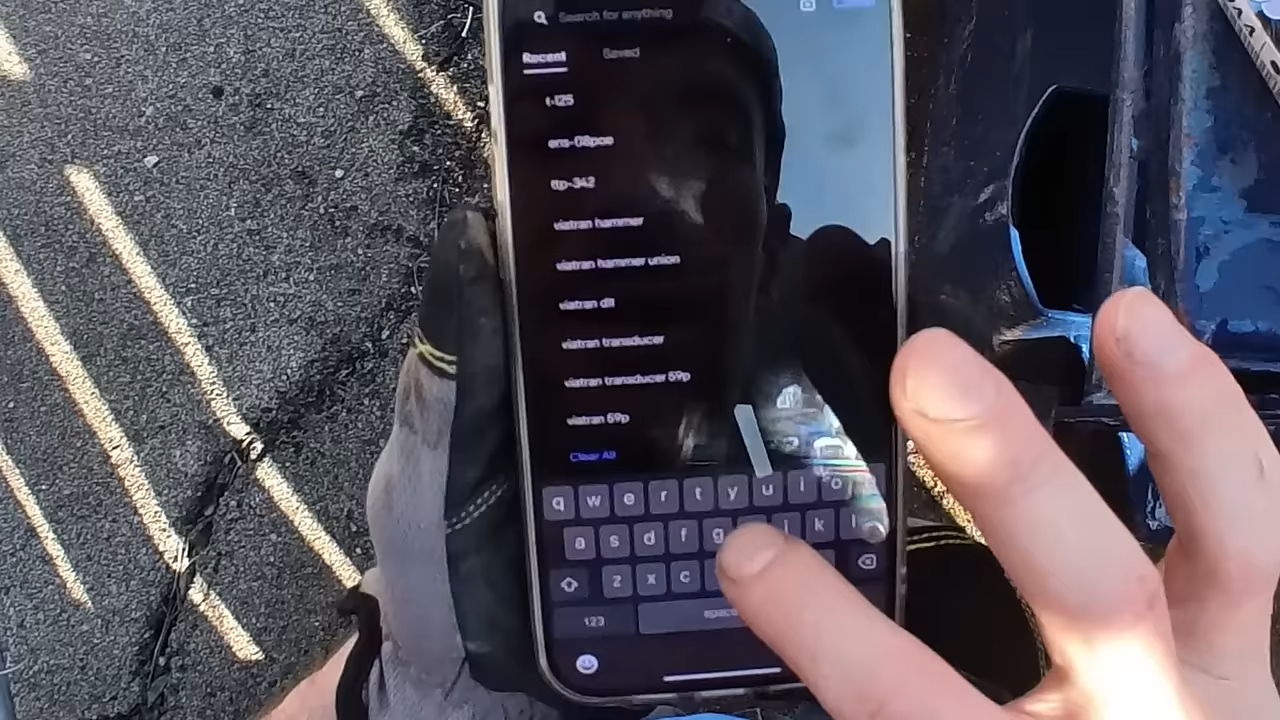 Search for anything
Recent
Saved
t-125
ens-08poe
ttp-342
viatran hammer
viatran hammer union
viatran dll
viatran transducer
viatran transducer 59p
viatran 59p
Clear All
q w e r t y u i o
a s d f g j k l
z x c
123 space